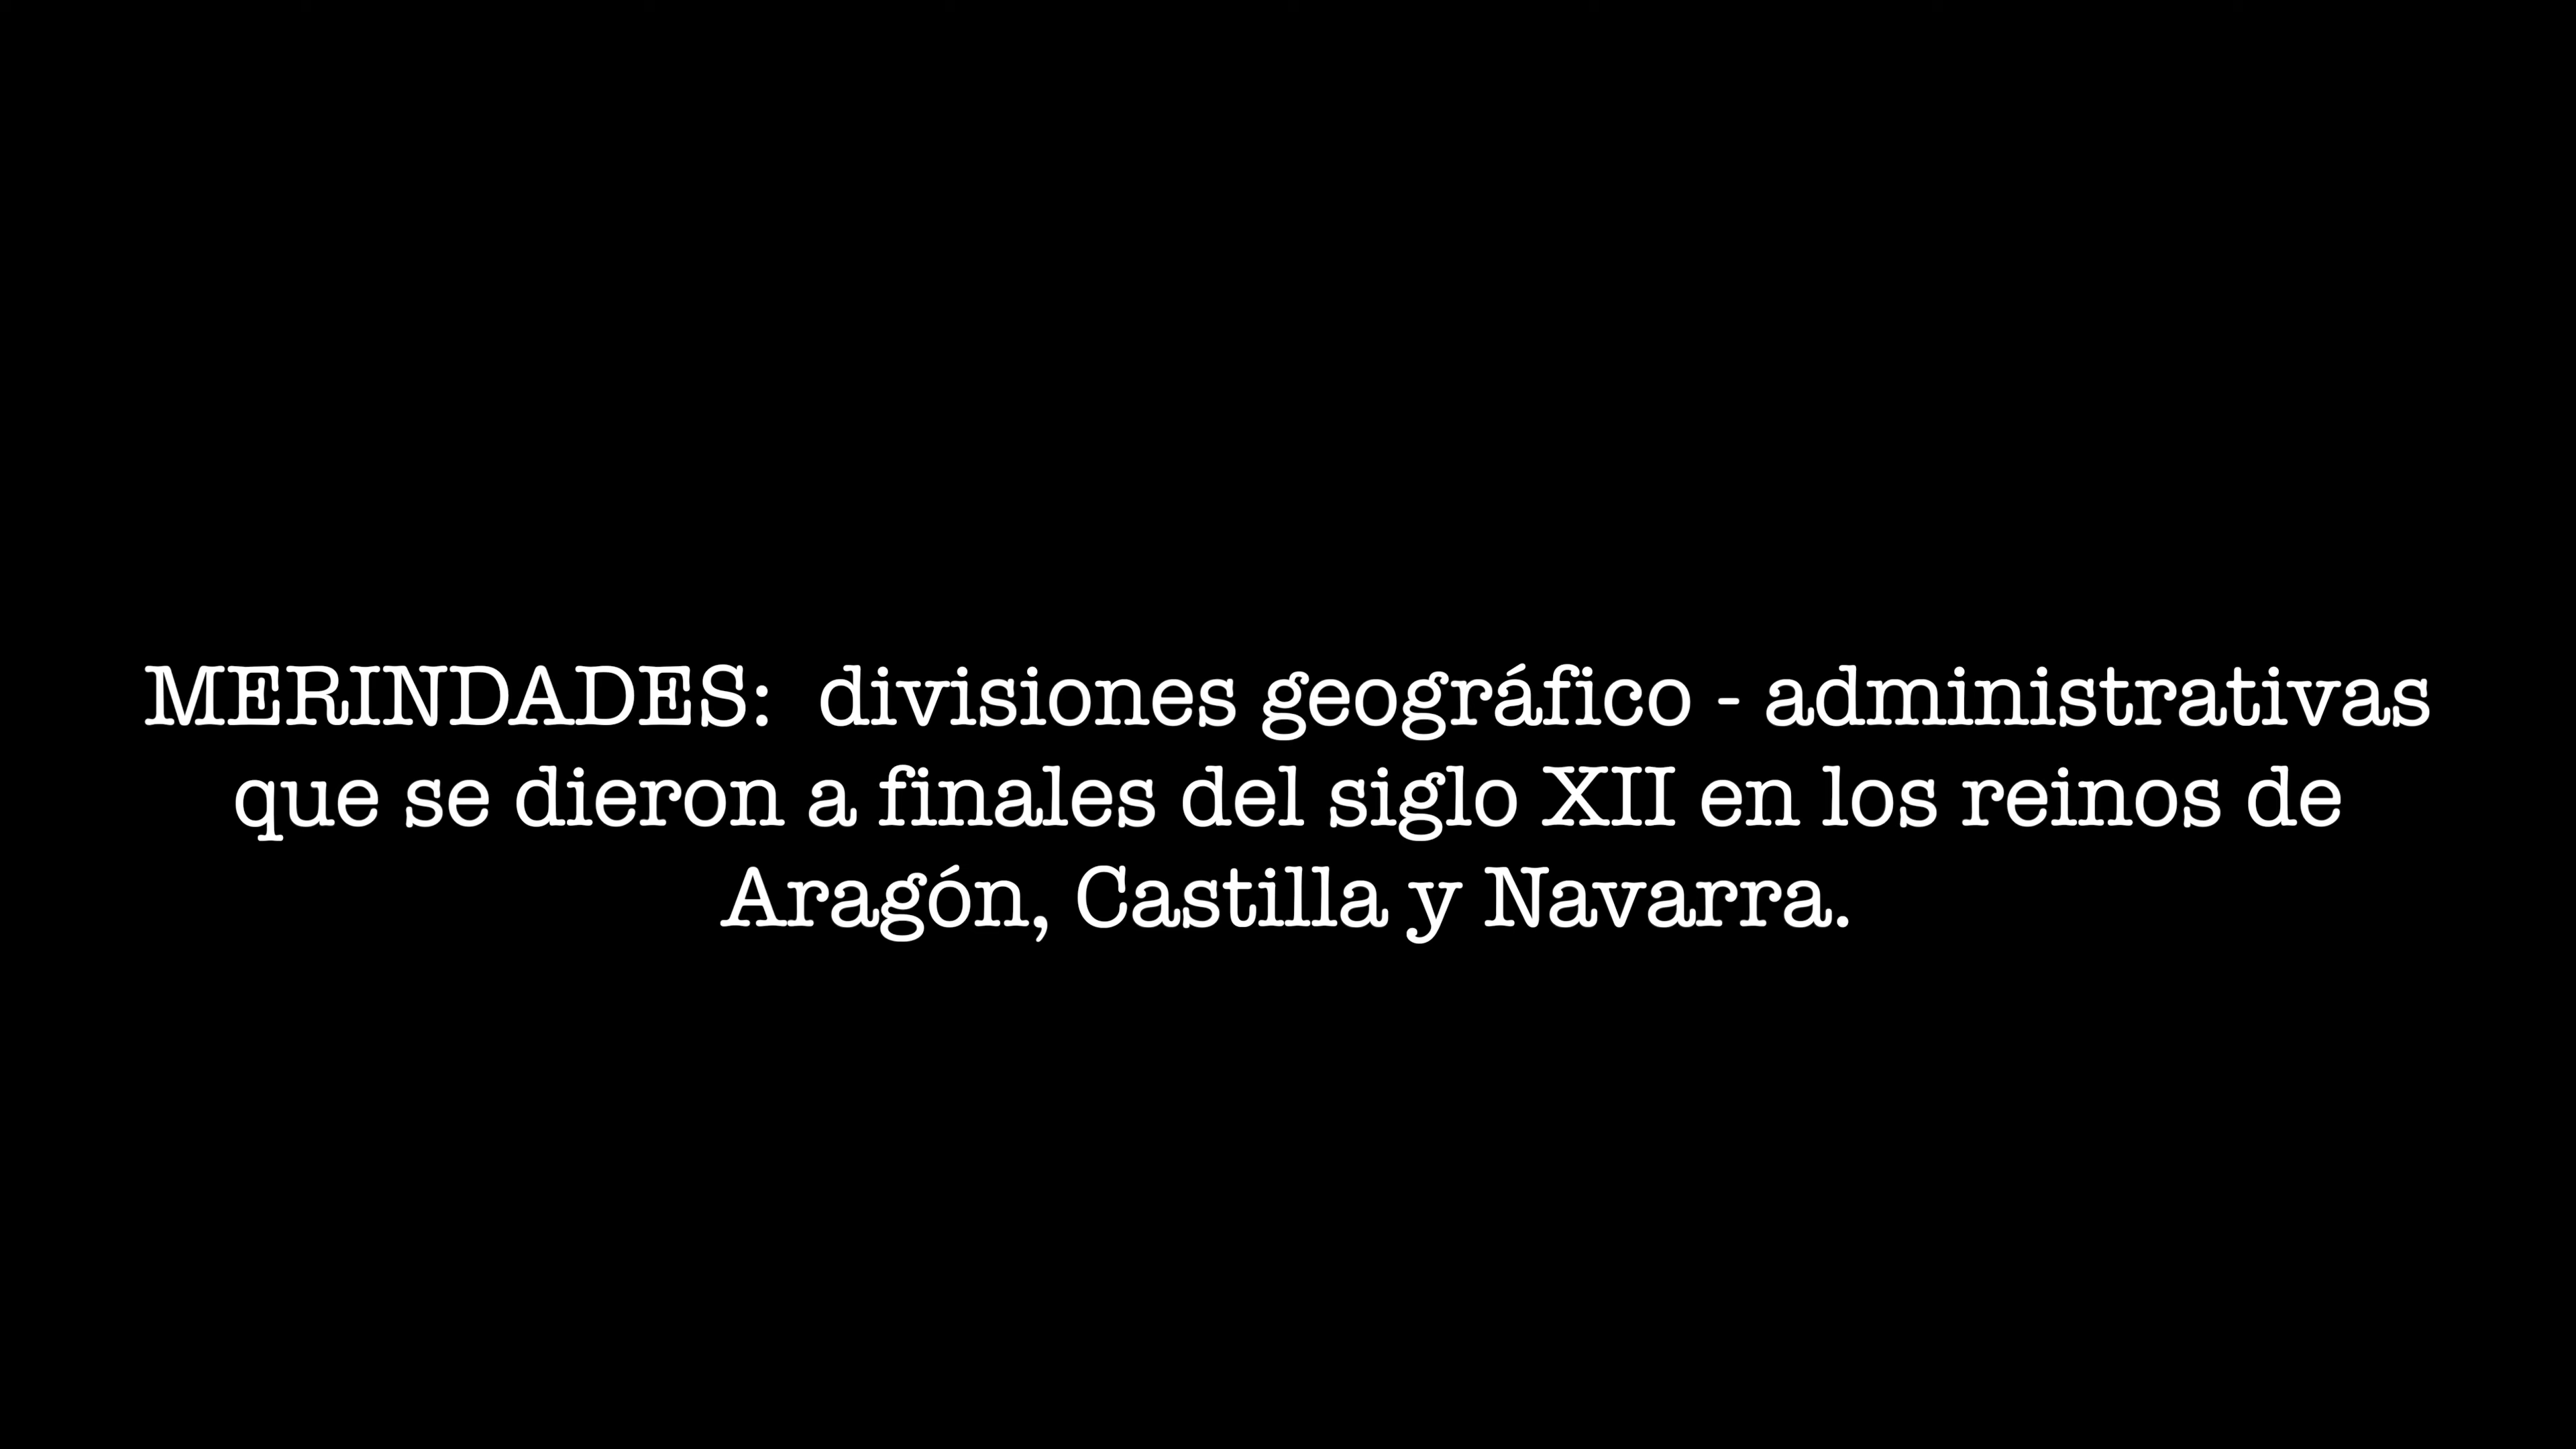 MERINDADES:  divisiones geográfico - administrativas
que se dieron a finales del siglo XII en los reinos de
Aragón, Castilla y Navarra.